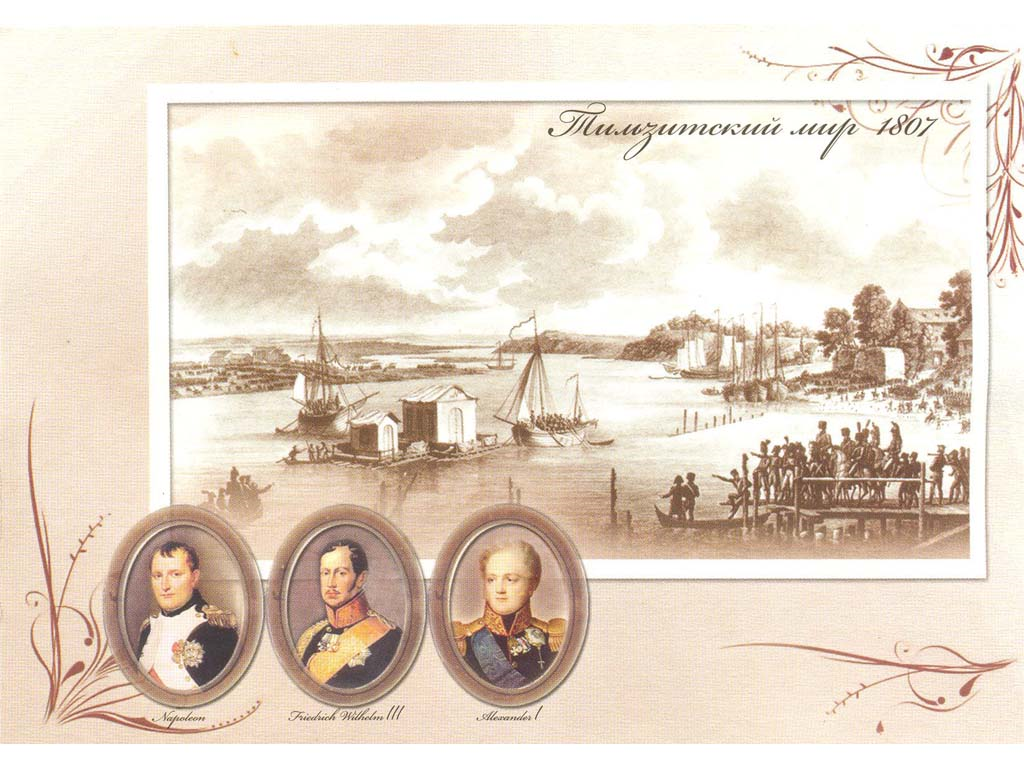 Тильзитский мир 1807
Napoleon
Friedrich Wilhelm III
Alexander I